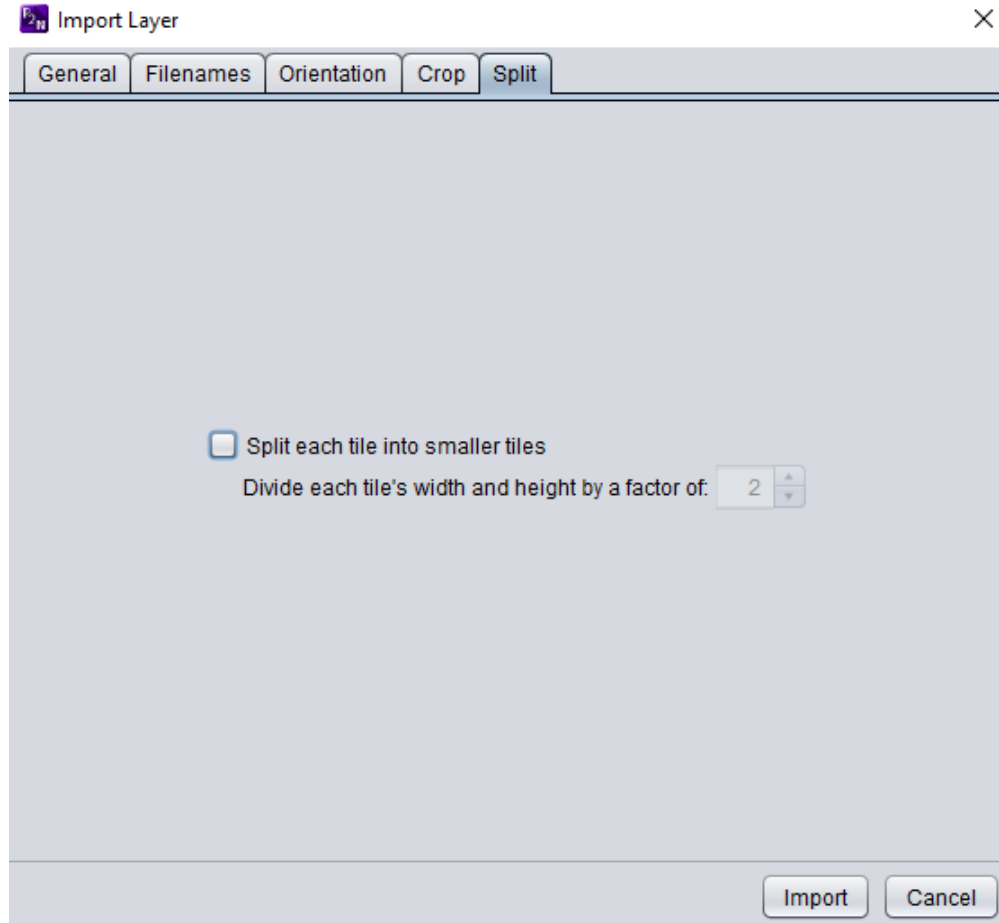 P2N Import Layer
General Filenames Orientation Crop Split
Split each tile into smaller tiles
Divide each tile's width and height by a factor of: 2
Import Cancel